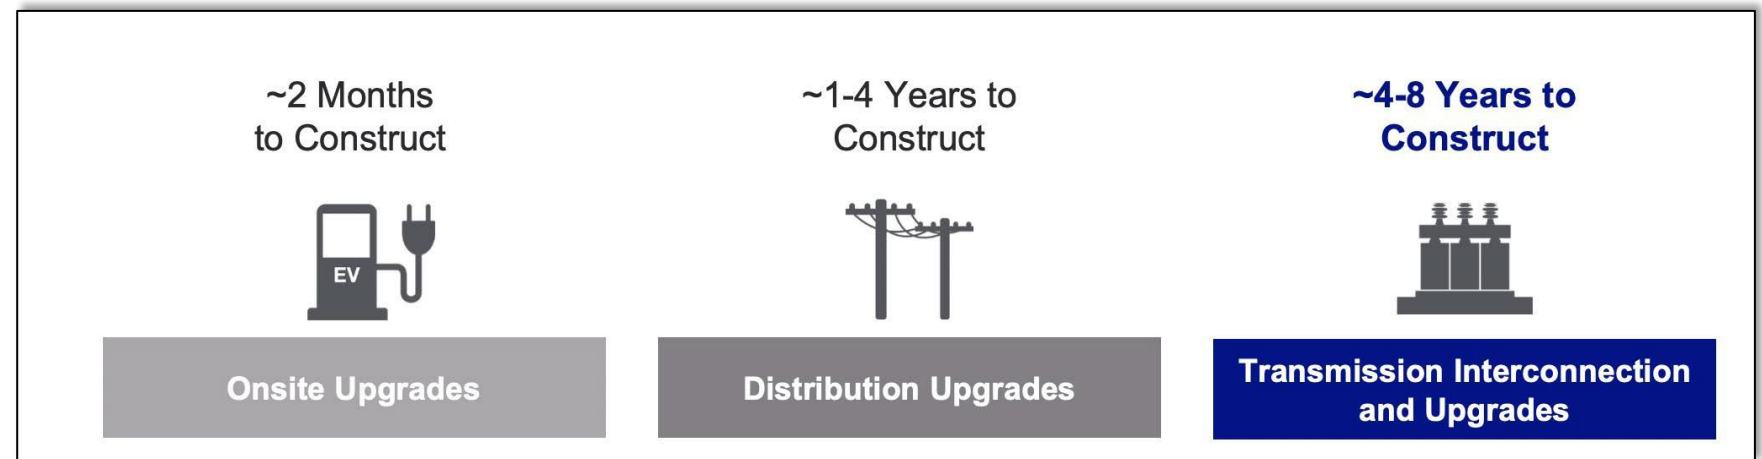 ~2 Months
to Construct
~1-4 Years to
Construct
~4-8 Years to
Construct
EV
Onsite Upgrades
Distribution Upgrades
Transmission Interconnection
and Upgrades